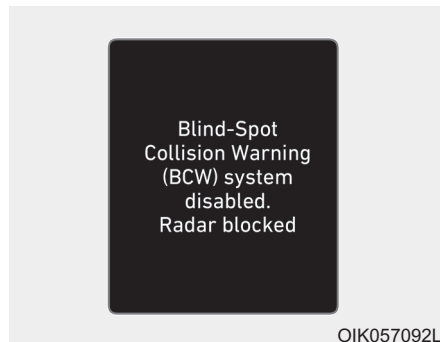 Blind-Spot
Collision Warning
(BCW) system
disabled.
Radar blocked
OIK057092L